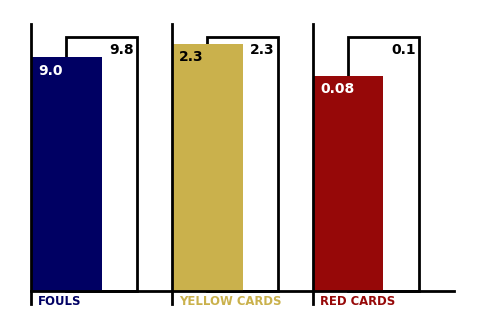 9.0
9.8
2.3
2.3
0.08
0.1
FOULS
YELLOW CARDS
RED CARDS